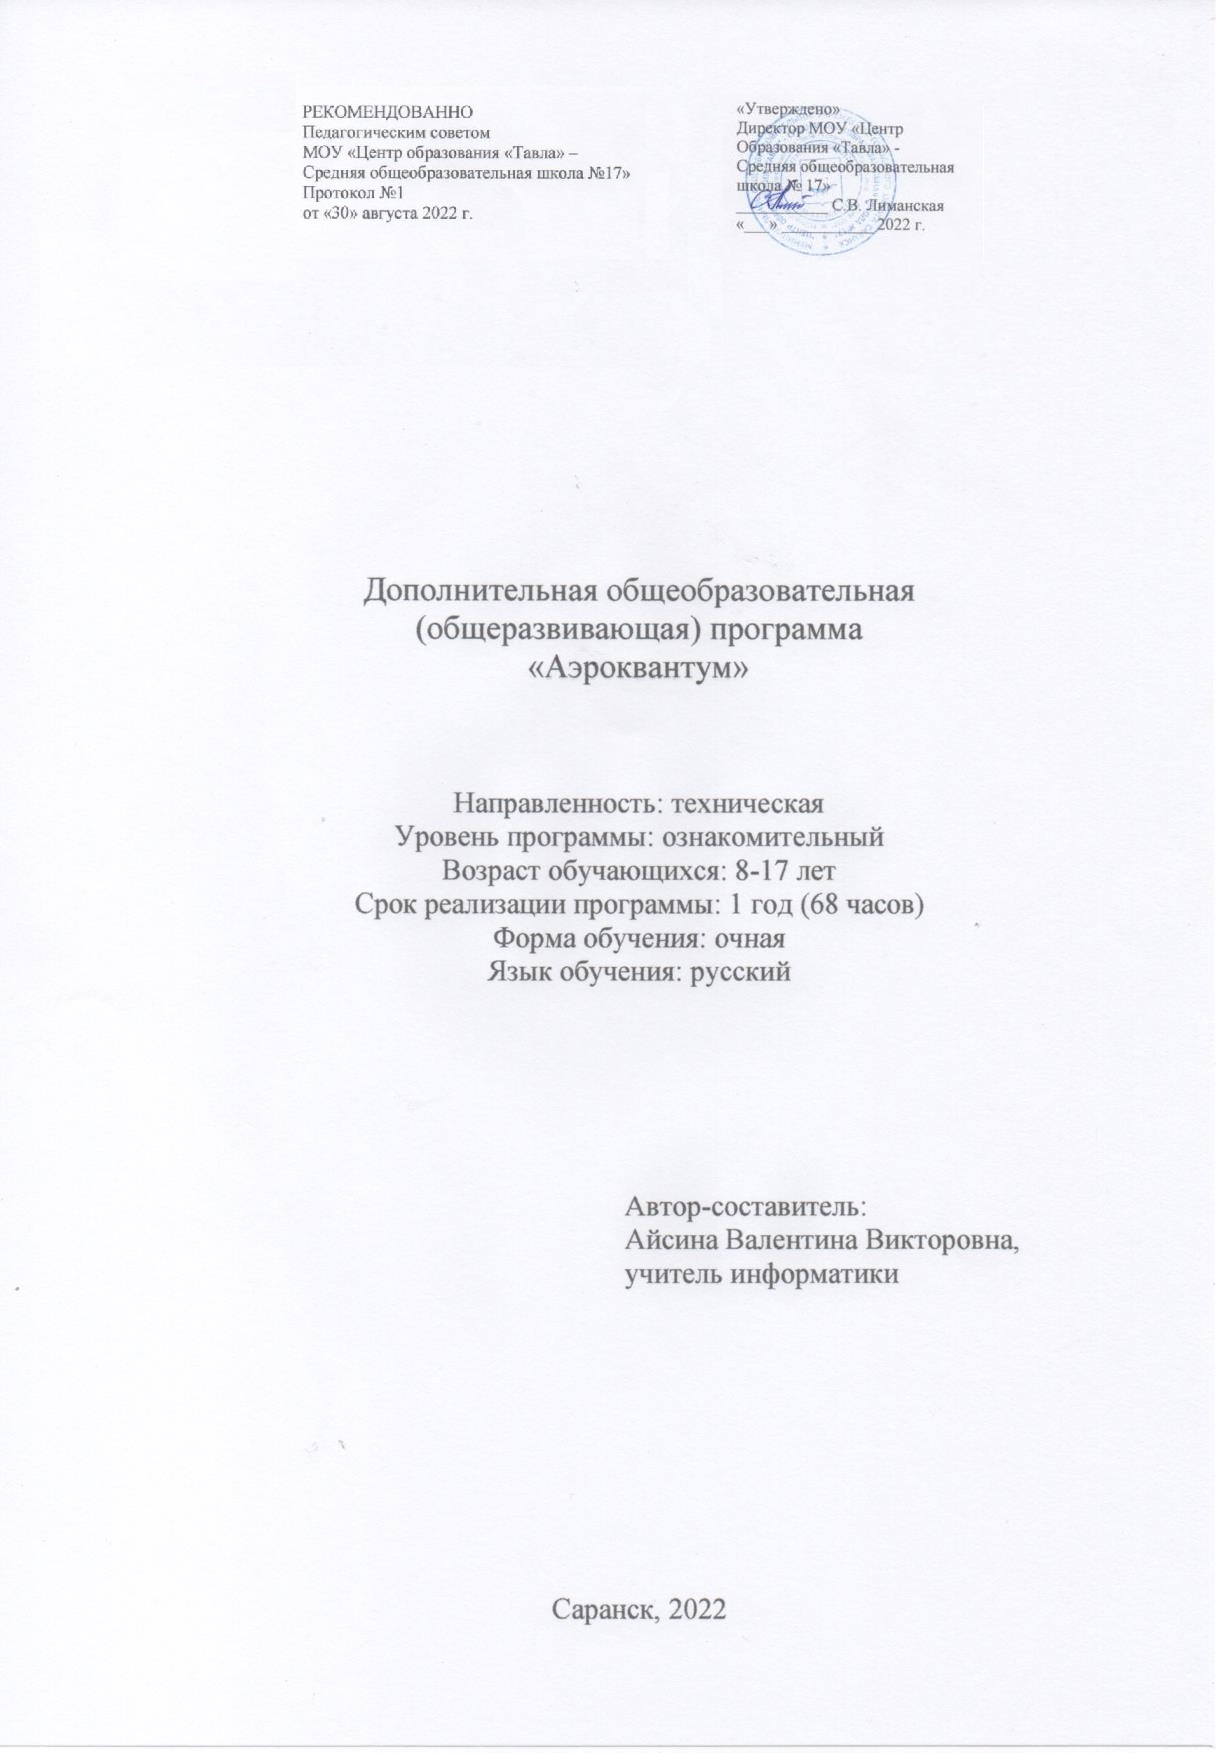 РЕКОМЕНДОВАННО
Педагогическим советом
МОУ «Центр образования «Тавла» –
Средняя общеобразовательная школа №17»
Протокол №1
от «30» августа 2022 г.
«Утверждено»
Директор МОУ «Центр
Образования «Тавла» -
Средняя общеобразовательная
школа № 17»
___________ С.В. Лиманская
«___» ___________ 2022 г.
Дополнительная общеобразовательная
(общеразвивающая) программа
«Аэроквантум»
Направленность: техническая
Уровень программы: ознакомительный
Возраст обучающихся: 8-17 лет
Срок реализации программы: 1 год (68 часов)
Форма обучения: очная
Язык обучения: русский
Автор-составитель:
Айсина Валентина Викторовна,
учитель информатики
Саранск, 2022